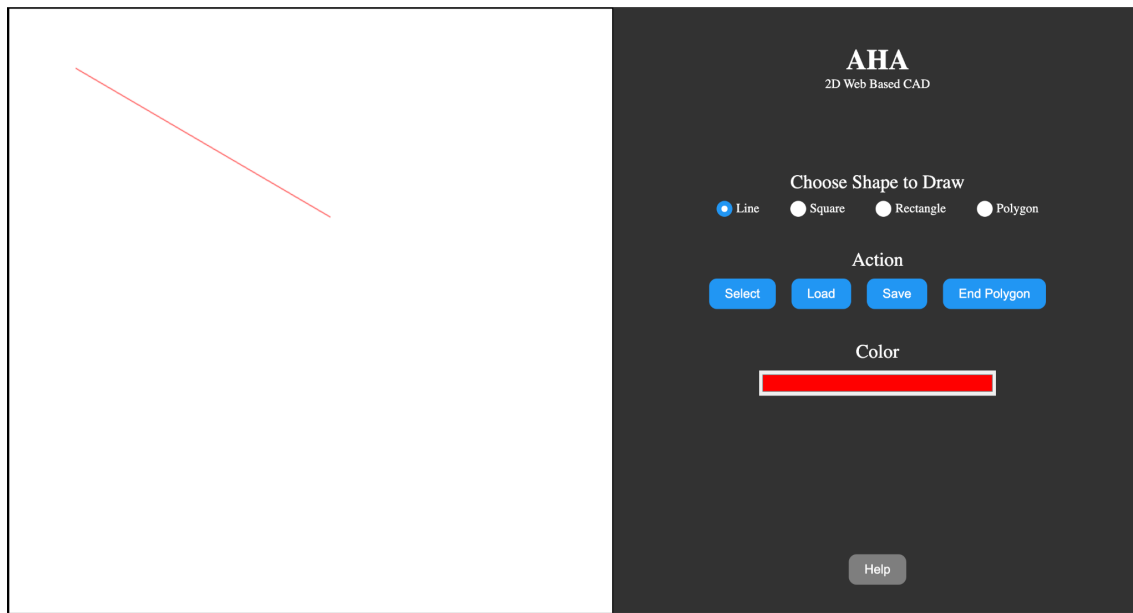 AHA
2D Web Based CAD
Choose Shape to Draw
Line Square Rectangle Polygon
Action
Select Load Save End Polygon
Color
Help